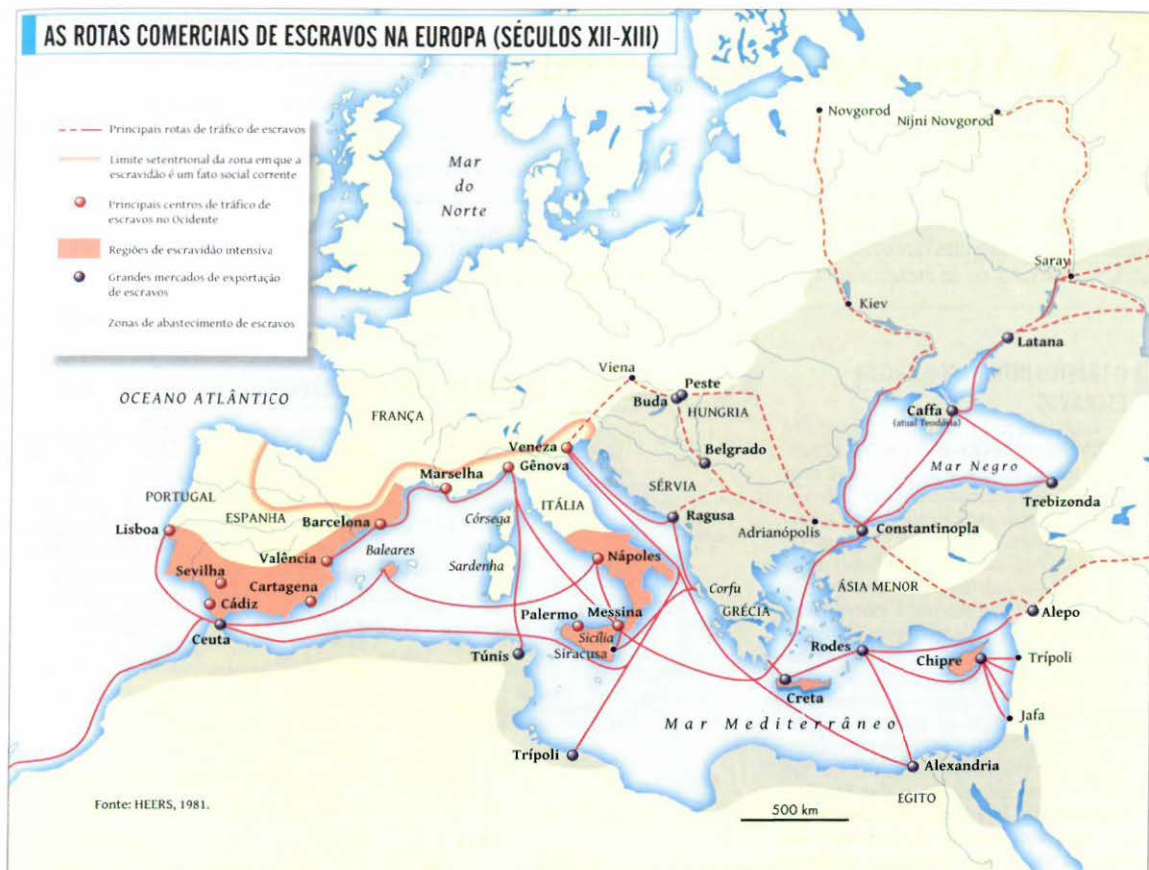 AS ROTAS COMERCIAIS DE ESCRAVOS NA EUROPA (SÉCULOS XII-XIII)
Principais rotas de tráfico de escravos
Limite setentrional da zona em que a
escravidão é um fato social corrente
Principais centros de tráfico de
escravos no Ocidente
Regiões de escravidão intensiva
Grandes mercados de exportação
de escravos
Zonas de abastecimento de escravos
Mar
do
Norte
Novgorod
Nijni Novgorod
Saray
Kiev
Latana
OCEANO ATLÂNTICO
FRANÇA
Viena
Buda
Peste
HUNGRIA
Caffa
(atual Teodósia)
Mar Negro
Trebizonda
Veneza
Gênova
Belgrado
Marselha
ITÁLIA
SÉRVIA
PORTUGAL
ESPANHA
Lisboa
Barcelona
Córsega
Ragusa
Adrianópolis
Constantinopla
Valência
Baleares
Sardenha
Nápoles
Sevilha
Cartagena
Cádiz
Corfu
GRÉCIA
ÁSIA MENOR
Alepo
Ceuta
Palermo
Messina
Sicília
Siracusa
Túnis
Rodes
Chipre
Trípoli
Creta
Jafa
Mar Mediterrâneo
Trípoli
Alexandria
EGITO
Fonte: HEERS, 1981.
500 km